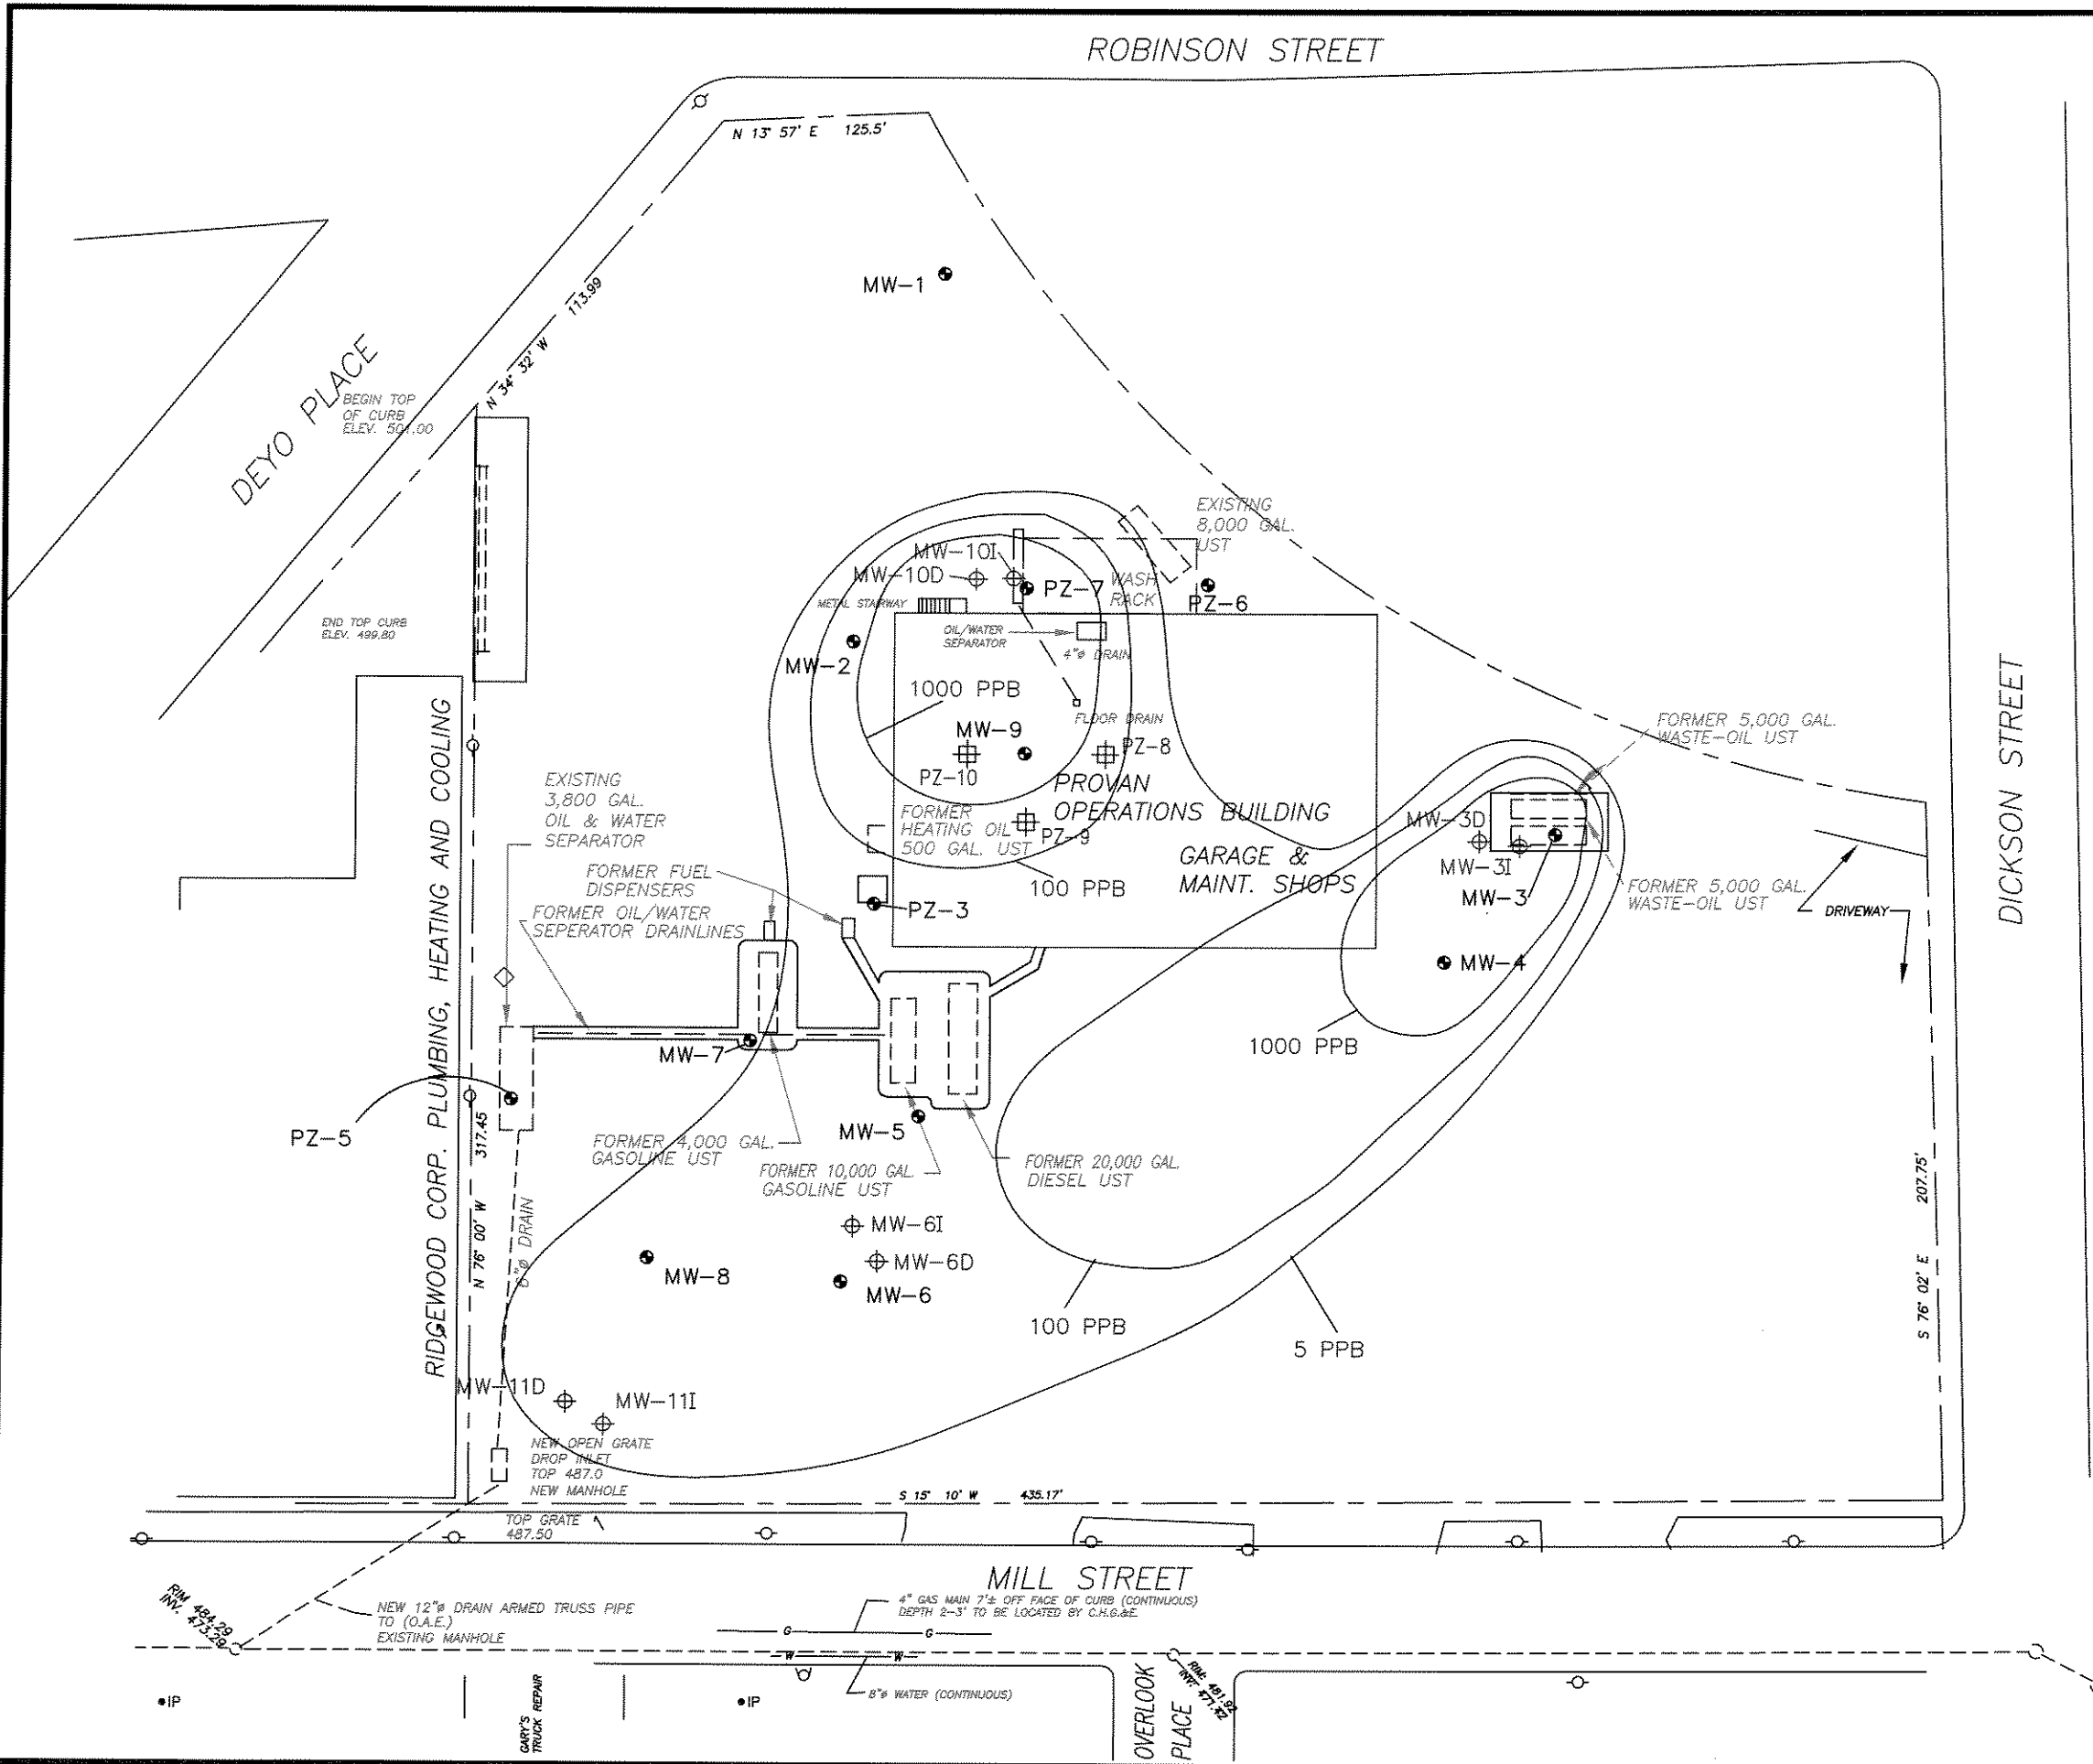 ROBINSON STREET
N 13° 57' E 125.5'
MW-1
N 34° 32' W 113.99
DEYO PLACE
BEGIN TOP
OF CURB
ELEV. 501.00
END TOP CURB
ELEV. 499.80
EXISTING
8,000 GAL.
UST
MW-10I
MW-10D
PZ-7
WASH
RACK
PZ-6
METAL STAIRWAY
OIL/WATER
SEPARATOR
4"ø DRAIN
MW-2
1000 PPB
FLOOR DRAIN
MW-9
PZ-8
PZ-10
PROVAN
OPERATIONS BUILDING
FORMER
HEATING OIL
500 GAL. UST
PZ-9
GARAGE &
MAINT. SHOPS
100 PPB
FORMER 5,000 GAL.
WASTE-OIL UST
DICKSON STREET
MW-3D
MW-3I
MW-3
FORMER 5,000 GAL.
WASTE-OIL UST
DRIVEWAY
MW-4
RIDGEWOOD CORP. PLUMBING, HEATING AND COOLING
EXISTING
3,800 GAL.
OIL & WATER
SEPARATOR
FORMER FUEL
DISPENSERS
FORMER OIL/WATER
SEPERATOR DRAINLINES
PZ-3
MW-7
1000 PPB
PZ-5
MW-5
FORMER 4,000 GAL.
GASOLINE UST
FORMER 10,000 GAL.
GASOLINE UST
FORMER 20,000 GAL.
DIESEL UST
N 76° 00' W 317.45
6"ø DRAIN
S 76° 02' E 207.75'
MW-6I
MW-6D
MW-6
MW-8
100 PPB
5 PPB
MW-11D
MW-11I
NEW OPEN GRATE
DROP INLET
TOP 487.0
NEW MANHOLE
S 15° 10' W 435.17'
TOP GRATE
487.50
MILL STREET
RIM 484.29
INV. 473.29
NEW 12"ø DRAIN ARMED TRUSS PIPE
TO (O.A.E.)
EXISTING MANHOLE
4" GAS MAIN 7'± OFF FACE OF CURB (CONTINUOUS)
DEPTH 2-3' TO BE LOCATED BY C.H.G.&E.
G G
W W
8"ø WATER (CONTINUOUS)
IP
GARY'S
TRUCK REPAIR
IP
OVERLOOK
PLACE
RIM: 481.92
INV: 471.42